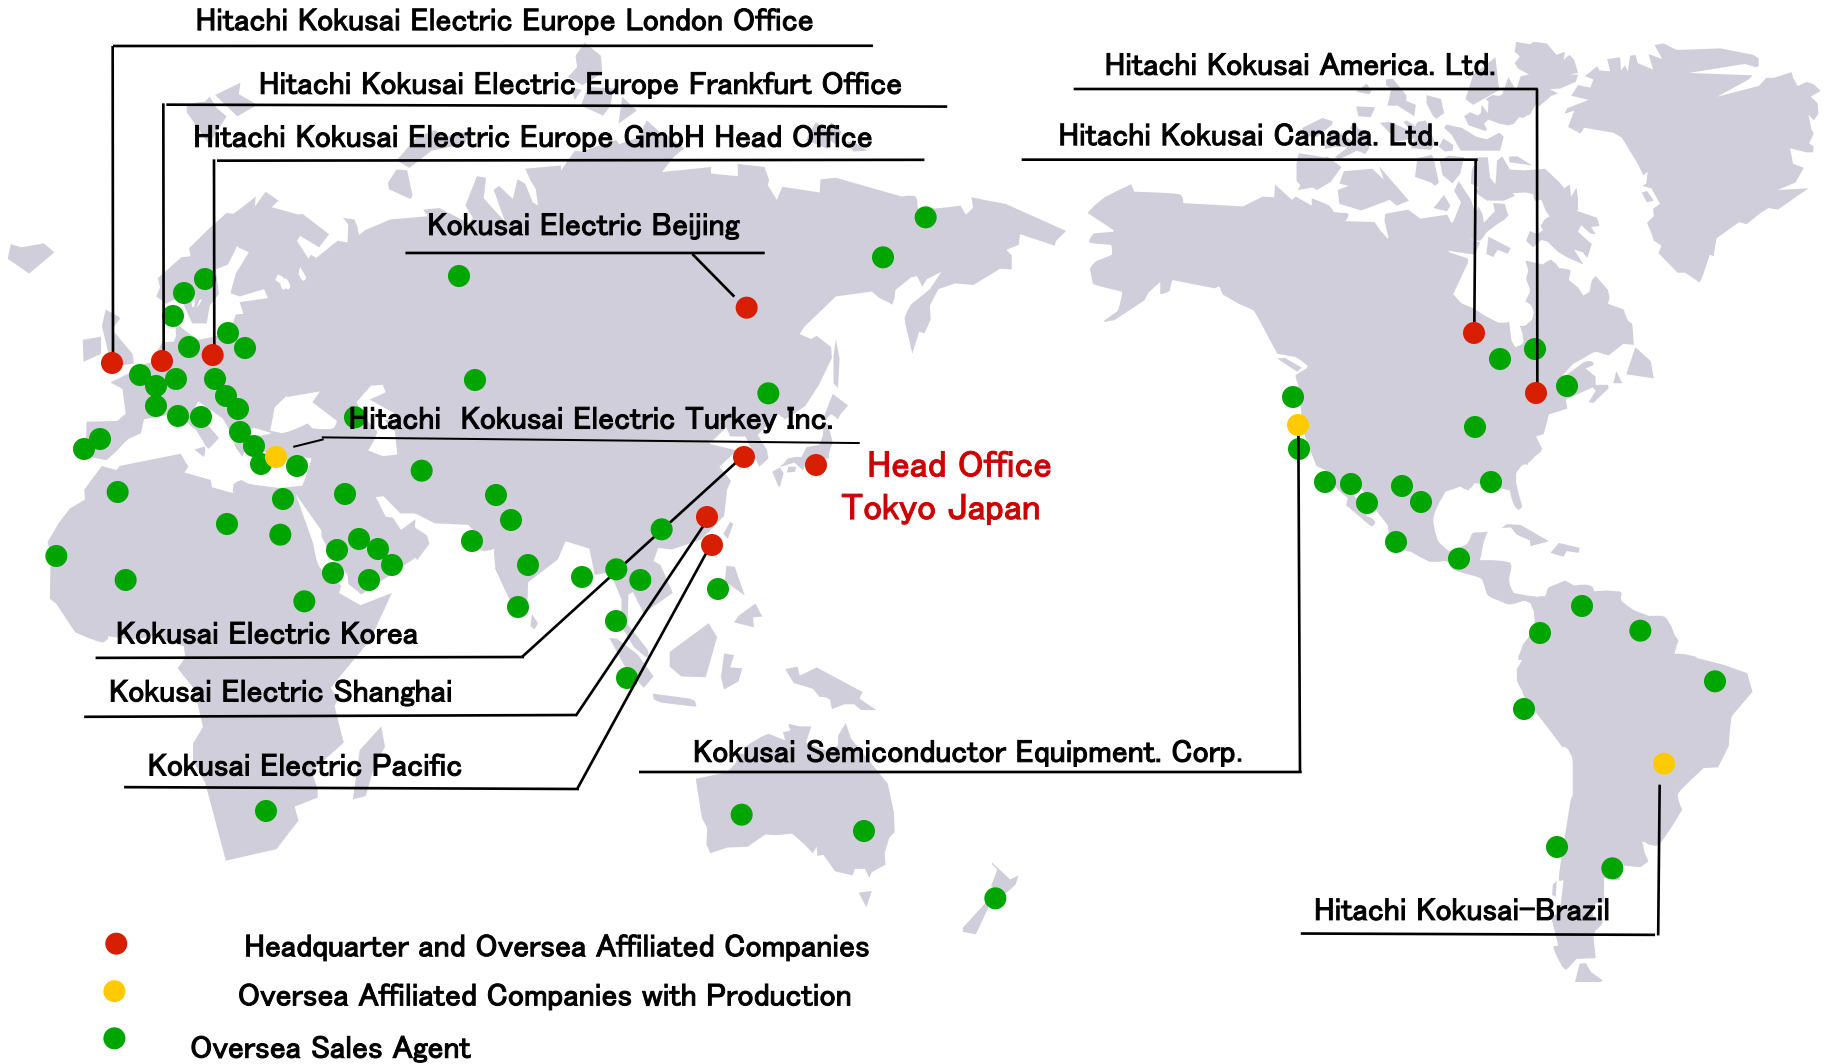 Hitachi Kokusai Electric Europe London Office
Hitachi Kokusai America. Ltd.
Hitachi Kokusai Electric Europe Frankfurt Office
Hitachi Kokusai Electric Europe GmbH Head Office
Hitachi Kokusai Canada. Ltd.
Kokusai Electric Beijing
Hitachi Kokusai Electric Turkey Inc.
Head Office
Tokyo Japan
Kokusai Electric Korea
Kokusai Electric Shanghai
Kokusai Electric Pacific
Kokusai Semiconductor Equipment. Corp.
Hitachi Kokusai-Brazil
Headquarter and Oversea Affiliated Companies
Oversea Affiliated Companies with Production
Oversea Sales Agent